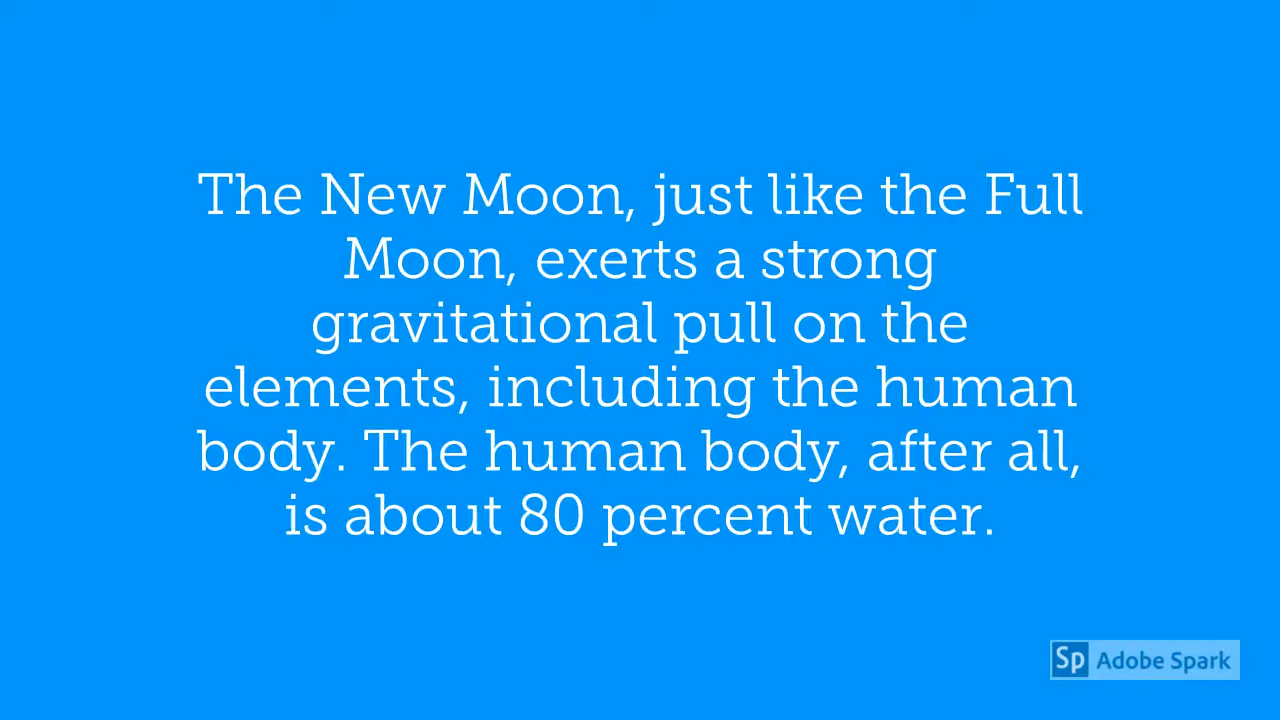 The New Moon, just like the Full
Moon, exerts a strong
gravitational pull on the
elements, including the human
body. The human body, after all,
is about 80 percent water.
Sp Adobe Spark